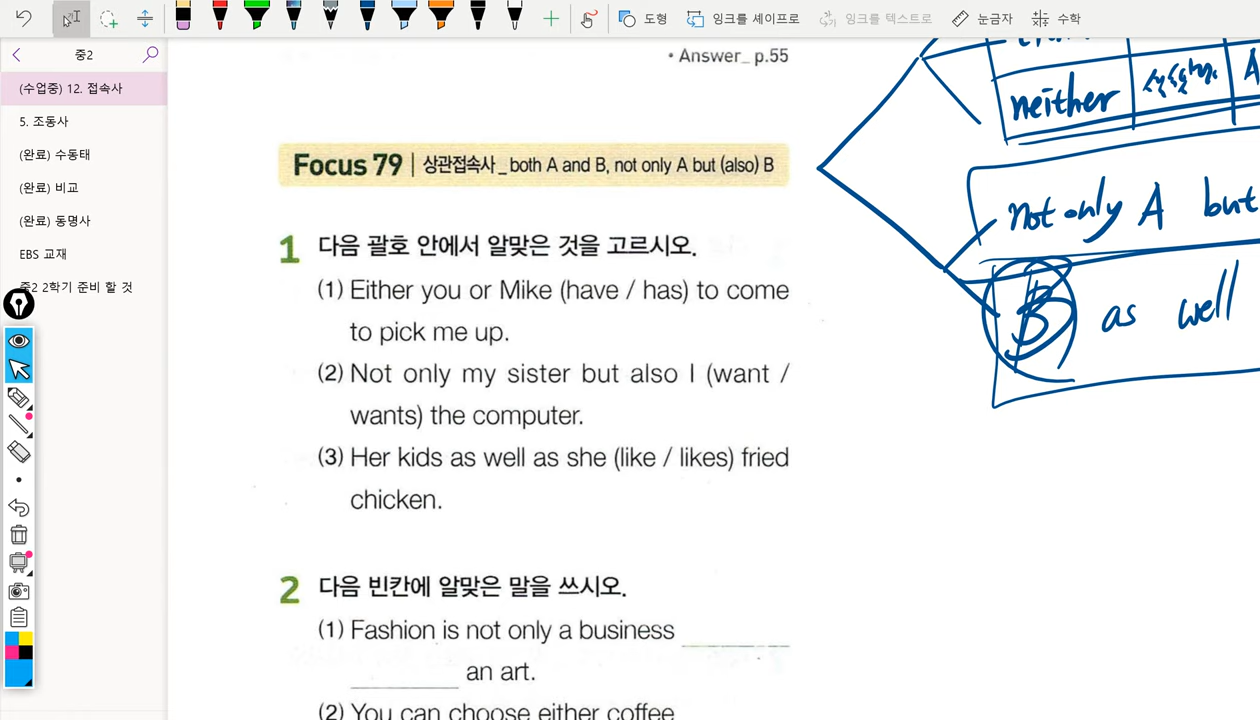 도형
잉크를 셰이프로
잉크를 텍스트로
눈금자
수학
중2
(수업중) 12. 접속사
5. 조동사
(완료) 수동태
(완료) 비교
(완료) 동명사
EBS 교재
중2 2학기 준비 할 것
• Answer_ p.55
Focus 79 | 상관접속사_both A and B, not only A but (also) B
1 다음 괄호 안에서 알맞은 것을 고르시오.
(1) Either you or Mike (have / has) to come
to pick me up.
(2) Not only my sister but also I (want /
wants) the computer.
(3) Her kids as well as she (like / likes) fried
chicken.
2 다음 빈칸에 알맞은 말을 쓰시오.
(1) Fashion is not only a business ________
________ an art.
(2) You can choose either coffee
neither
A
not only A but
B as well